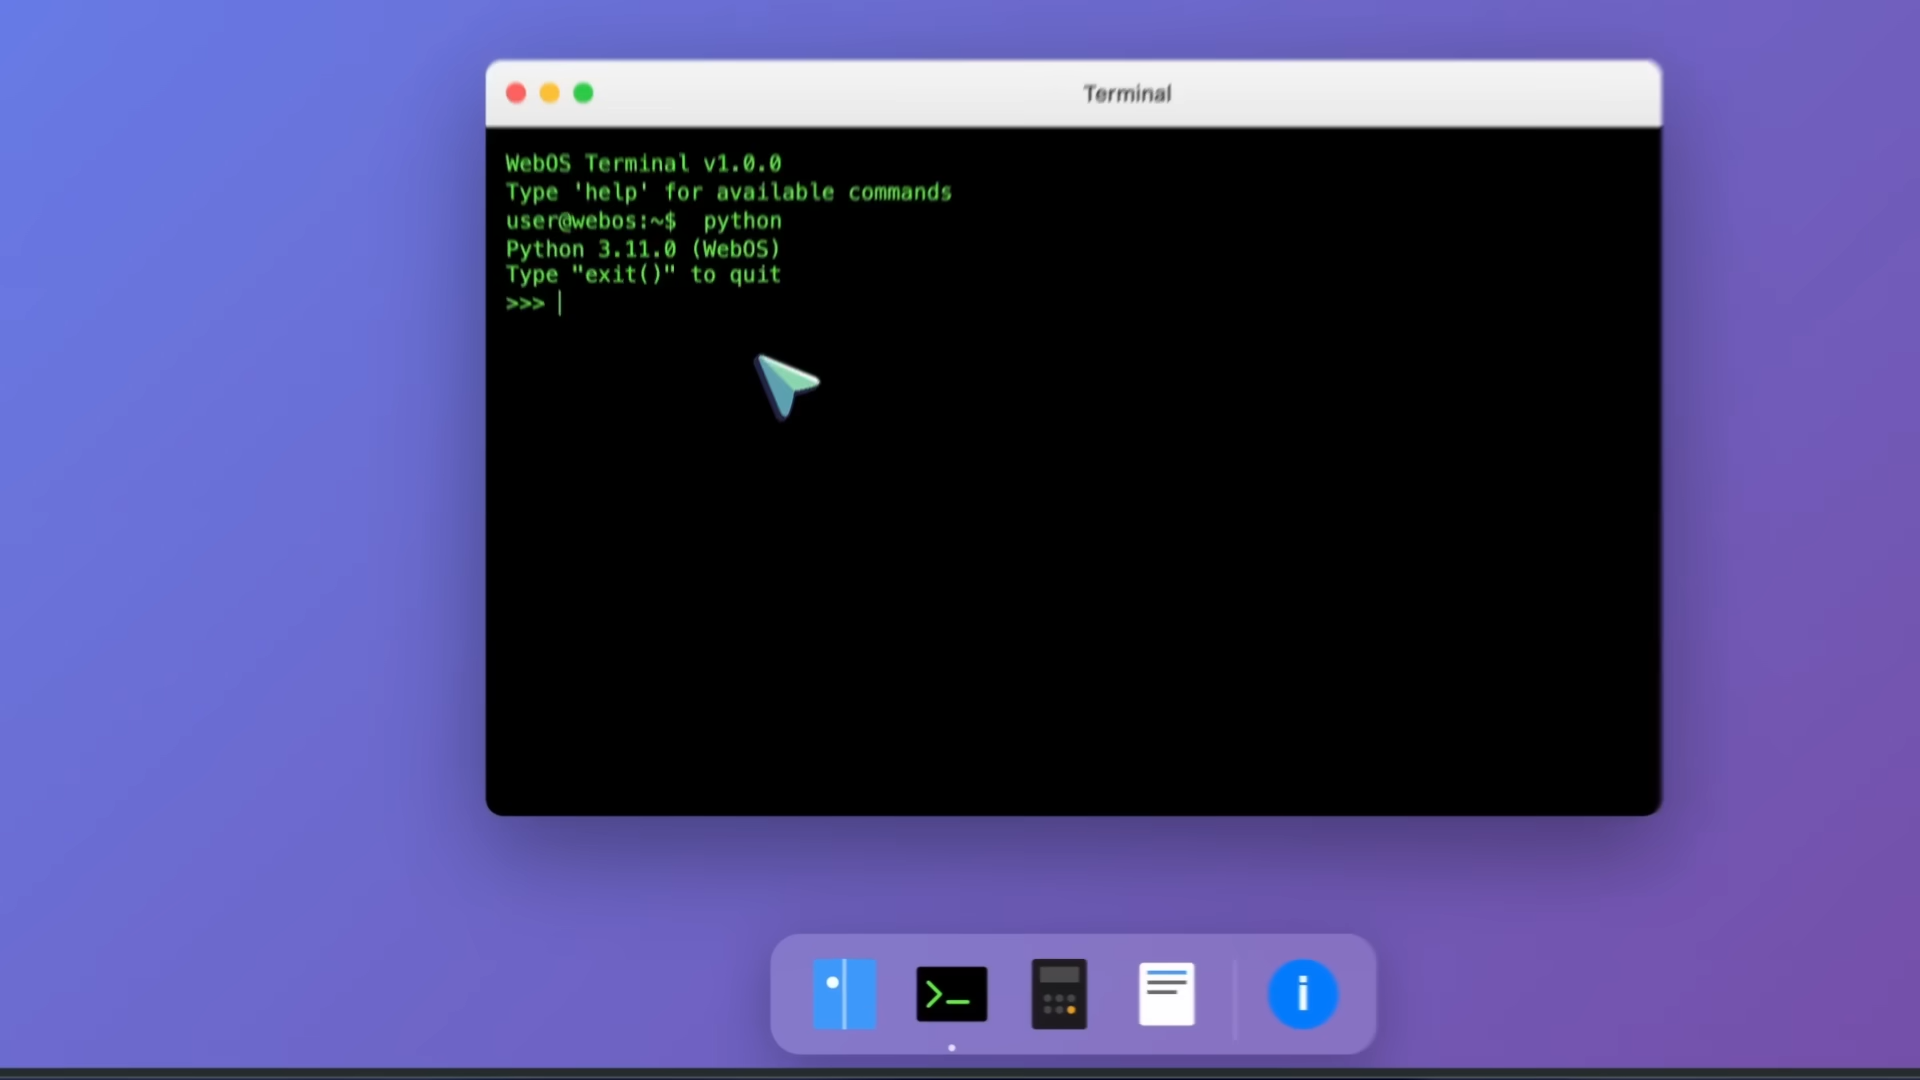 Terminal
WebOS Terminal v1.0.0
Type 'help' for available commands
user@webos:~$  python
Python 3.11.0 (WebOS)
Type "exit()" to quit
>>>